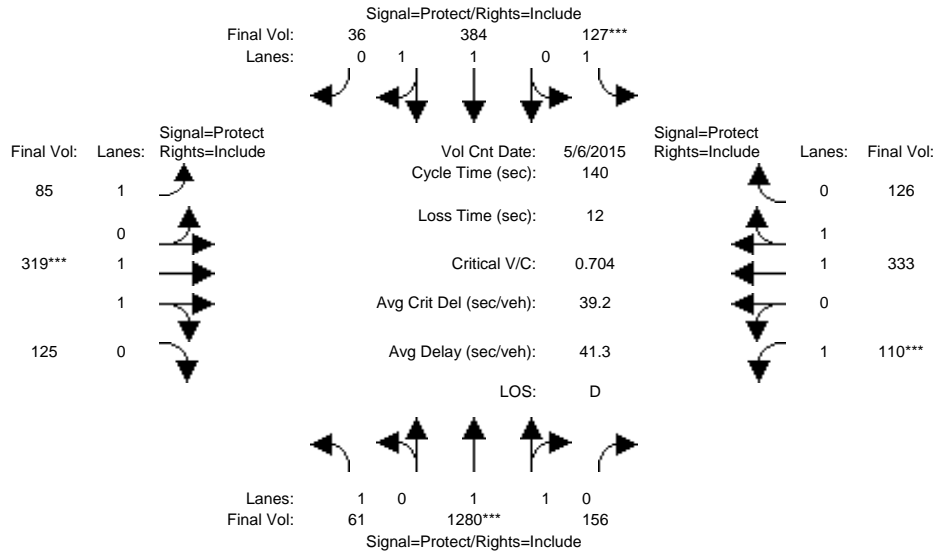 Signal=Protect/Rights=Include
Final Vol: 36 384 127***
Lanes: 0 1 1 0 1
Signal=Protect Signal=Protect
Final Vol: Lanes: Rights=Include Vol Cnt Date: 5/6/2015 Rights=Include Lanes: Final Vol:
Cycle Time (sec): 140
85 1 0 126
Loss Time (sec): 12
0 1
319*** 1 Critical V/C: 0.704 1 333
1 Avg Crit Del (sec/veh): 39.2 0
125 0 Avg Delay (sec/veh): 41.3 1 110***
LOS: D
Lanes: 1 0 1 1 0
Final Vol: 61 1280*** 156
Signal=Protect/Rights=Include